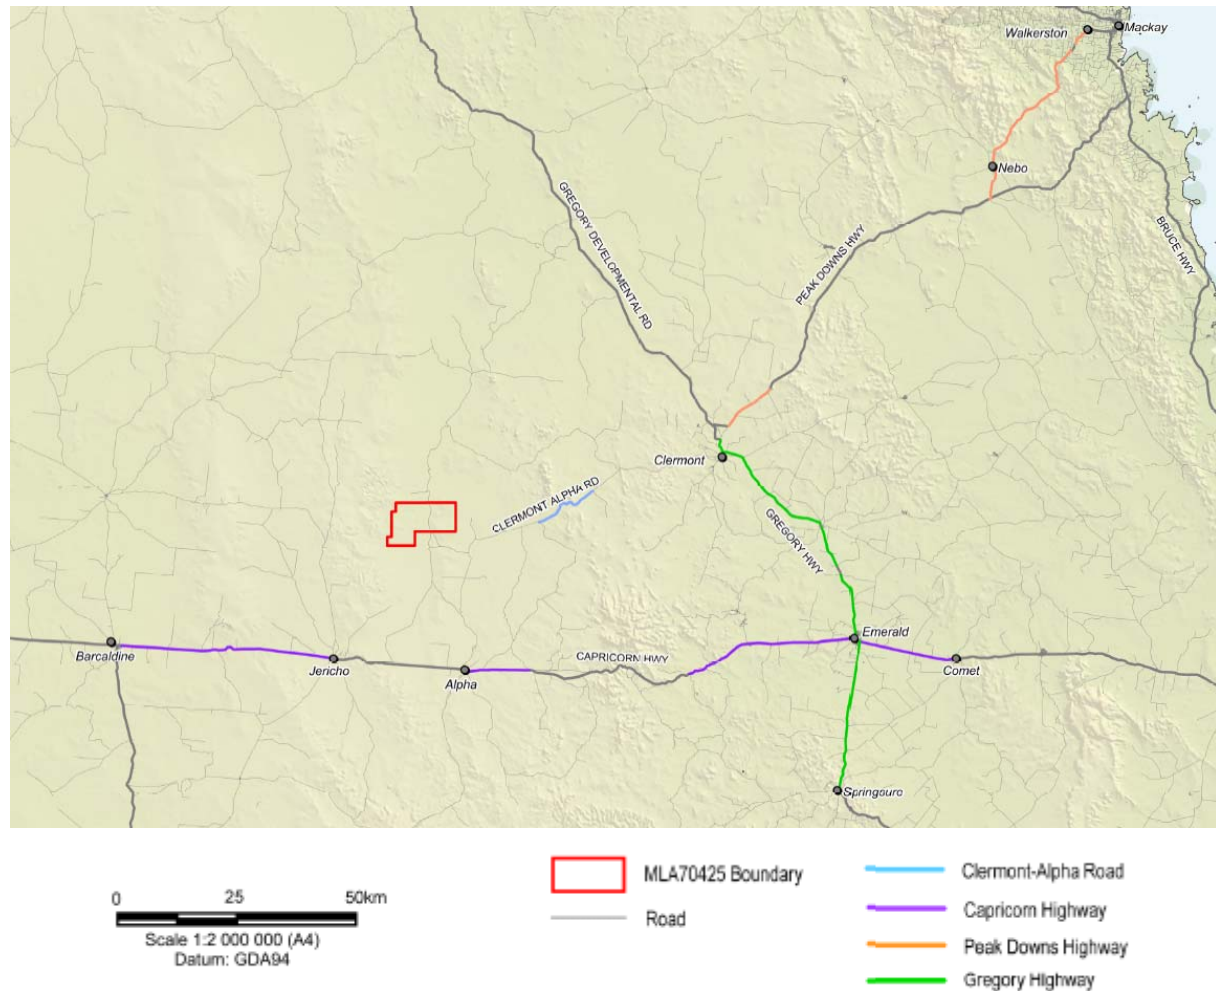 Walkerston
Mackay
Nebo
GREGORY DEVELOPMENTAL RD
PEAK DOWNS HWY
BRUCE HWY
Clermont
CLERMONT ALPHA RD
GREGORY HWY
Emerald
Barcaldine
Jericho
CAPRICORN HWY
Alpha
Comet
Springsure
0 25 50km
Scale 1:2 000 000 (A4)
Datum: GDA94
MLA70425 Boundary
Road
Clermont-Alpha Road
Capricorn Highway
Peak Downs Highway
Gregory Highway